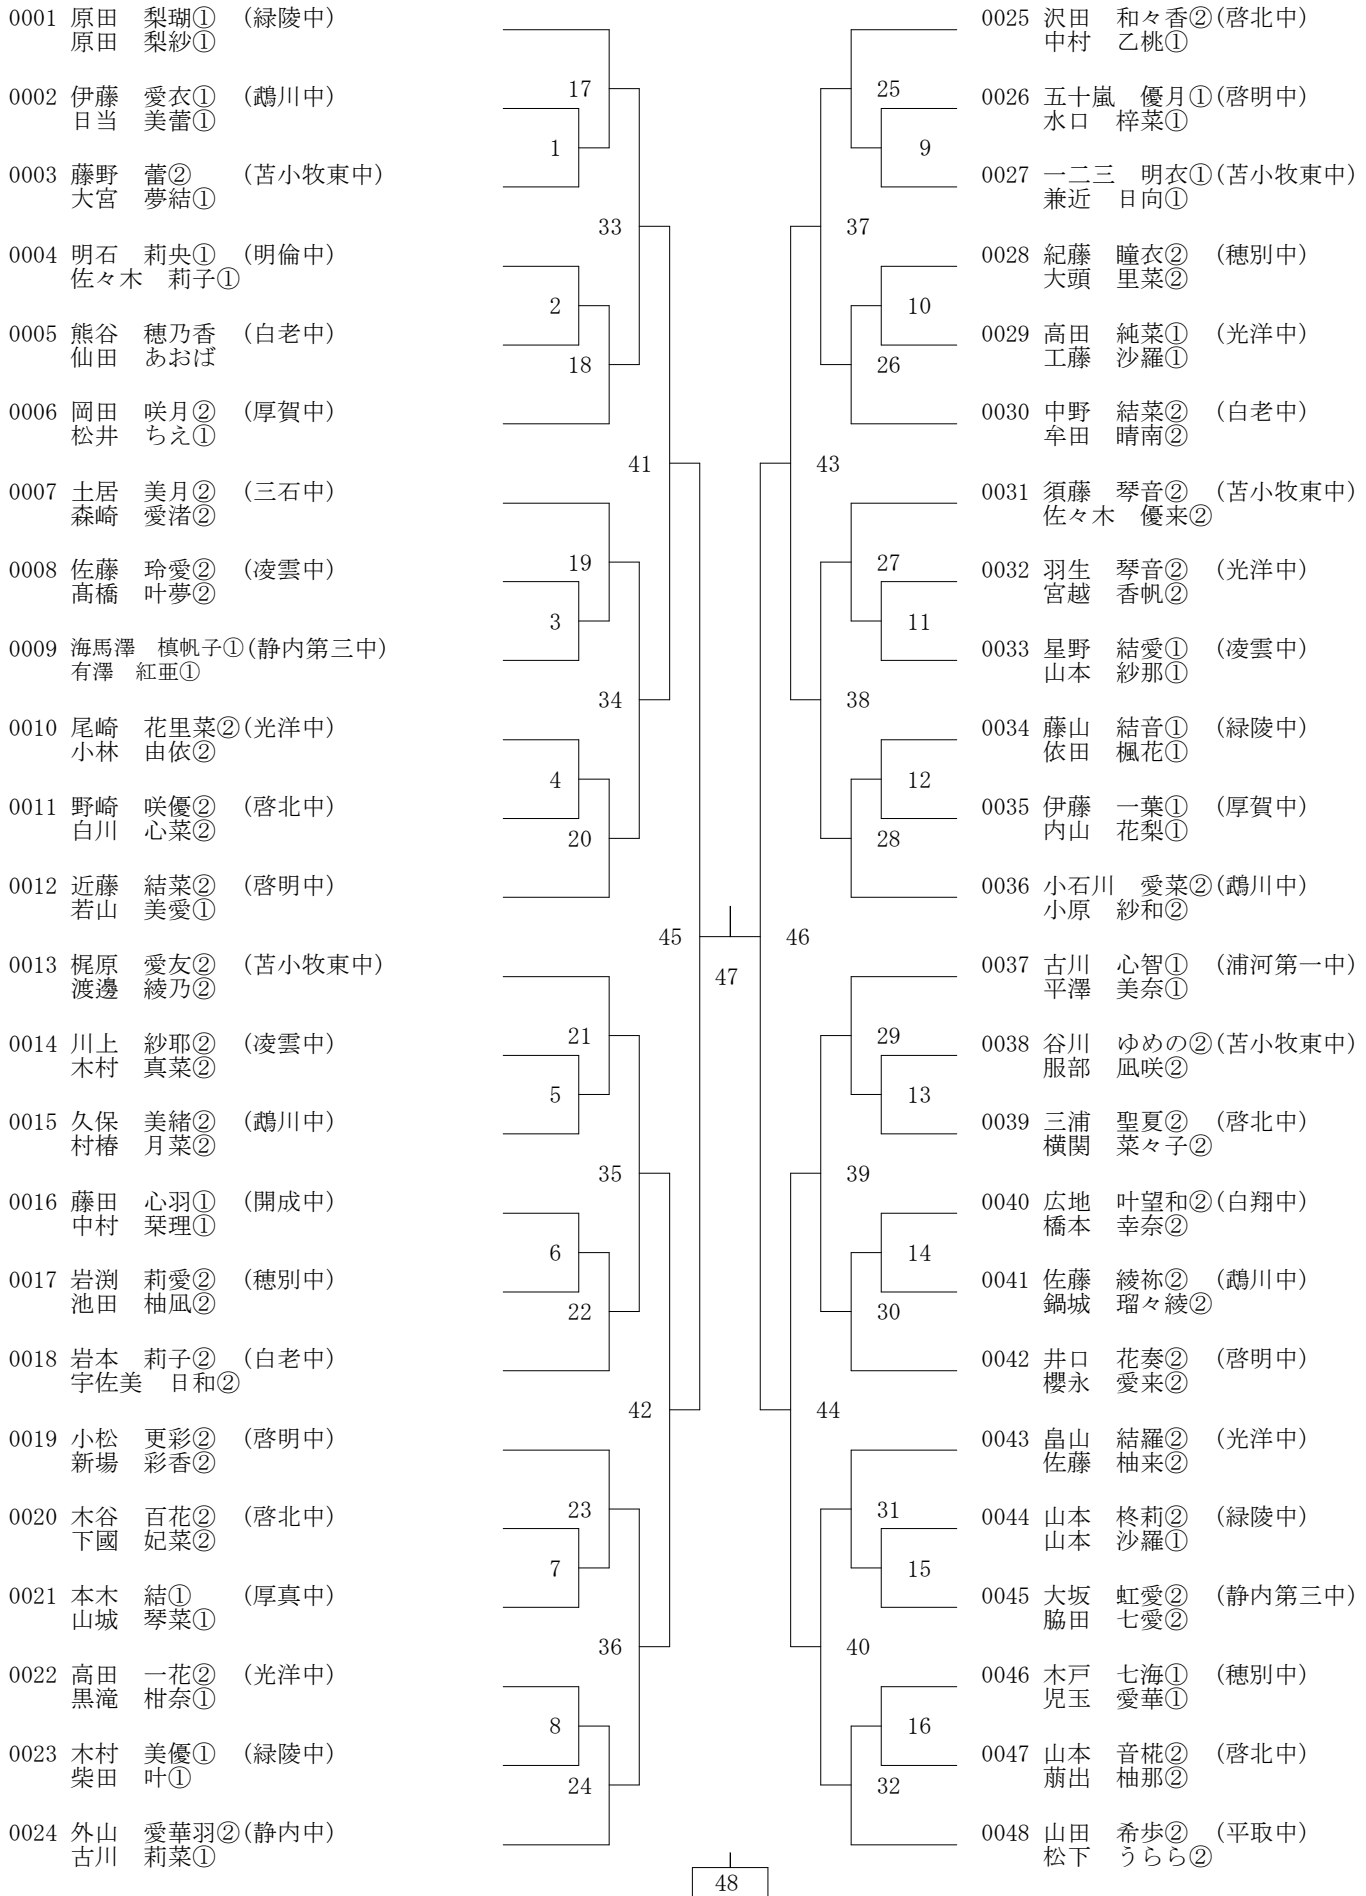 0001 原田　梨瑚①　(緑陵中)
原田　梨紗①
0002 伊藤　愛衣①　(鵡川中)
日当　美蕾①
0003 藤野　蕾②　(苫小牧東中)
大宮　夢結①
0004 明石　莉央①　(明倫中)
佐々木　莉子①
0005 熊谷　穂乃香　(白老中)
仙田　あおば
0006 岡田　咲月②　(厚賀中)
松井　ちえ①
0007 土居　美月②　(三石中)
森崎　愛渚②
0008 佐藤　玲愛②　(凌雲中)
髙橋　叶夢②
0009 海馬澤　槙帆子①(静内第三中)
有澤　紅亜①
0010 尾崎　花里菜②(光洋中)
小林　由依②
0011 野崎　咲優②　(啓北中)
白川　心菜②
0012 近藤　結菜②　(啓明中)
若山　美愛①
0013 梶原　愛友②　(苫小牧東中)
渡邊　綾乃②
0014 川上　紗耶②　(凌雲中)
木村　真菜②
0015 久保　美緒②　(鵡川中)
村椿　月菜②
0016 藤田　心羽①　(開成中)
中村　栞理①
0017 岩渕　莉愛②　(穂別中)
池田　柚凪②
0018 岩本　莉子②　(白老中)
宇佐美　日和②
0019 小松　更彩②　(啓明中)
新場　彩香②
0020 木谷　百花②　(啓北中)
下國　妃菜②
0021 本木　結①　(厚真中)
山城　琴菜①
0022 高田　一花②　(光洋中)
黒滝　柑奈①
0023 木村　美優①　(緑陵中)
柴田　叶①
0024 外山　愛華羽②(静内中)
古川　莉菜①
17
1
33
2
18
41
19
3
34
4
20
45
21
5
35
6
22
42
23
7
36
8
24
47
48
25
9
37
10
26
43
27
11
38
12
28
46
29
13
39
14
30
44
31
15
40
16
32
0025 沢田　和々香②(啓北中)
中村　乙桃①
0026 五十嵐　優月①(啓明中)
水口　梓菜①
0027 一二三　明衣①(苫小牧東中)
兼近　日向①
0028 紀藤　瞳衣②　(穂別中)
大頭　里菜②
0029 高田　純菜①　(光洋中)
工藤　沙羅①
0030 中野　結菜②　(白老中)
牟田　晴南②
0031 須藤　琴音②　(苫小牧東中)
佐々木　優来②
0032 羽生　琴音②　(光洋中)
宮越　香帆②
0033 星野　結愛①　(凌雲中)
山本　紗那①
0034 藤山　結音①　(緑陵中)
依田　楓花①
0035 伊藤　一葉①　(厚賀中)
内山　花梨①
0036 小石川　愛菜②(鵡川中)
小原　紗和②
0037 古川　心智①　(浦河第一中)
平澤　美奈①
0038 谷川　ゆめの②(苫小牧東中)
服部　凪咲②
0039 三浦　聖夏②　(啓北中)
横関　菜々子②
0040 広地　叶望和②(白翔中)
橋本　幸奈②
0041 佐藤　綾祢②　(鵡川中)
鍋城　瑠々綾②
0042 井口　花奏②　(啓明中)
櫻永　愛来②
0043 畠山　結羅②　(光洋中)
佐藤　柚来②
0044 山本　柊莉②　(緑陵中)
山本　沙羅①
0045 大坂　虹愛②　(静内第三中)
脇田　七愛②
0046 木戸　七海①　(穂別中)
児玉　愛華①
0047 山本　音椛②　(啓北中)
萠出　柚那②
0048 山田　希歩②　(平取中)
松下　うらら②